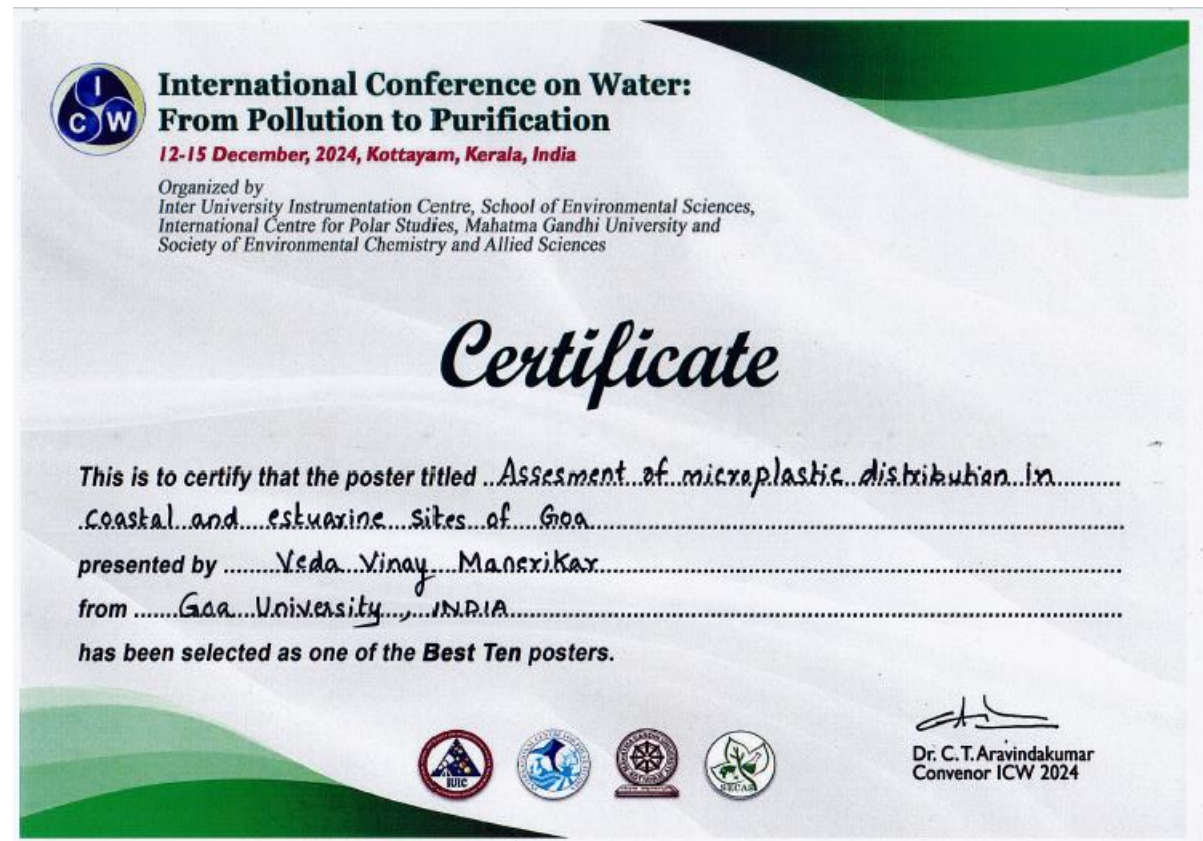 I
C W
International Conference on Water:
From Pollution to Purification
12-15 December, 2024, Kottayam, Kerala, India
Organized by
Inter University Instrumentation Centre, School of Environmental Sciences,
International Centre for Polar Studies, Mahatma Gandhi University and
Society of Environmental Chemistry and Allied Sciences
Certificate
This is to certify that the poster titled Assesment of microplastic distribution in
coastal and estuarine sites of Goa
presented by Veda Vinay Manerikar
from Goa University, INDIA
has been selected as one of the Best Ten posters.
IUIC
SECAS
Dr. C. T. Aravindakumar
Convenor ICW 2024